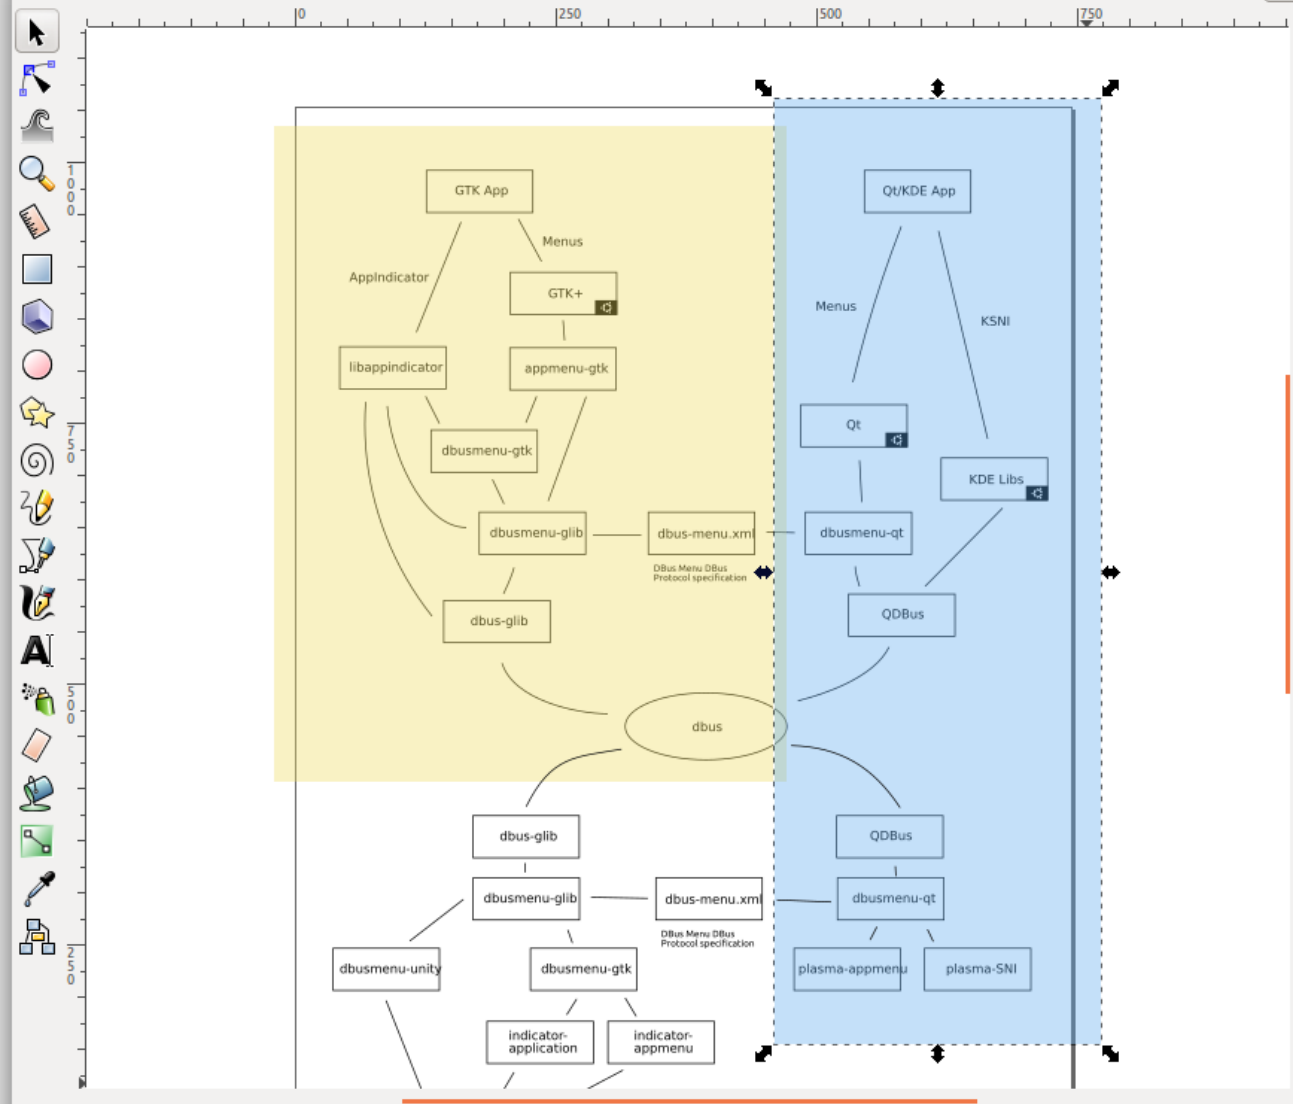 0
250
500
750
1000
GTK App
Qt/KDE App
Menus
AppIndicator
GTK+
Menus
KSNI
libappindicator
appmenu-gtk
Qt
750
dbusmenu-gtk
KDE Libs
dbusmenu-glib
dbus-menu.xml
dbusmenu-qt
DBus Menu DBus
Protocol specification
dbus-glib
QDBus
500
dbus
dbus-glib
QDBus
dbusmenu-glib
dbus-menu.xml
dbusmenu-qt
DBus Menu DBus
Protocol specification
250
dbusmenu-unity
dbusmenu-gtk
plasma-appmenu
plasma-SNI
indicator-
application
indicator-
appmenu